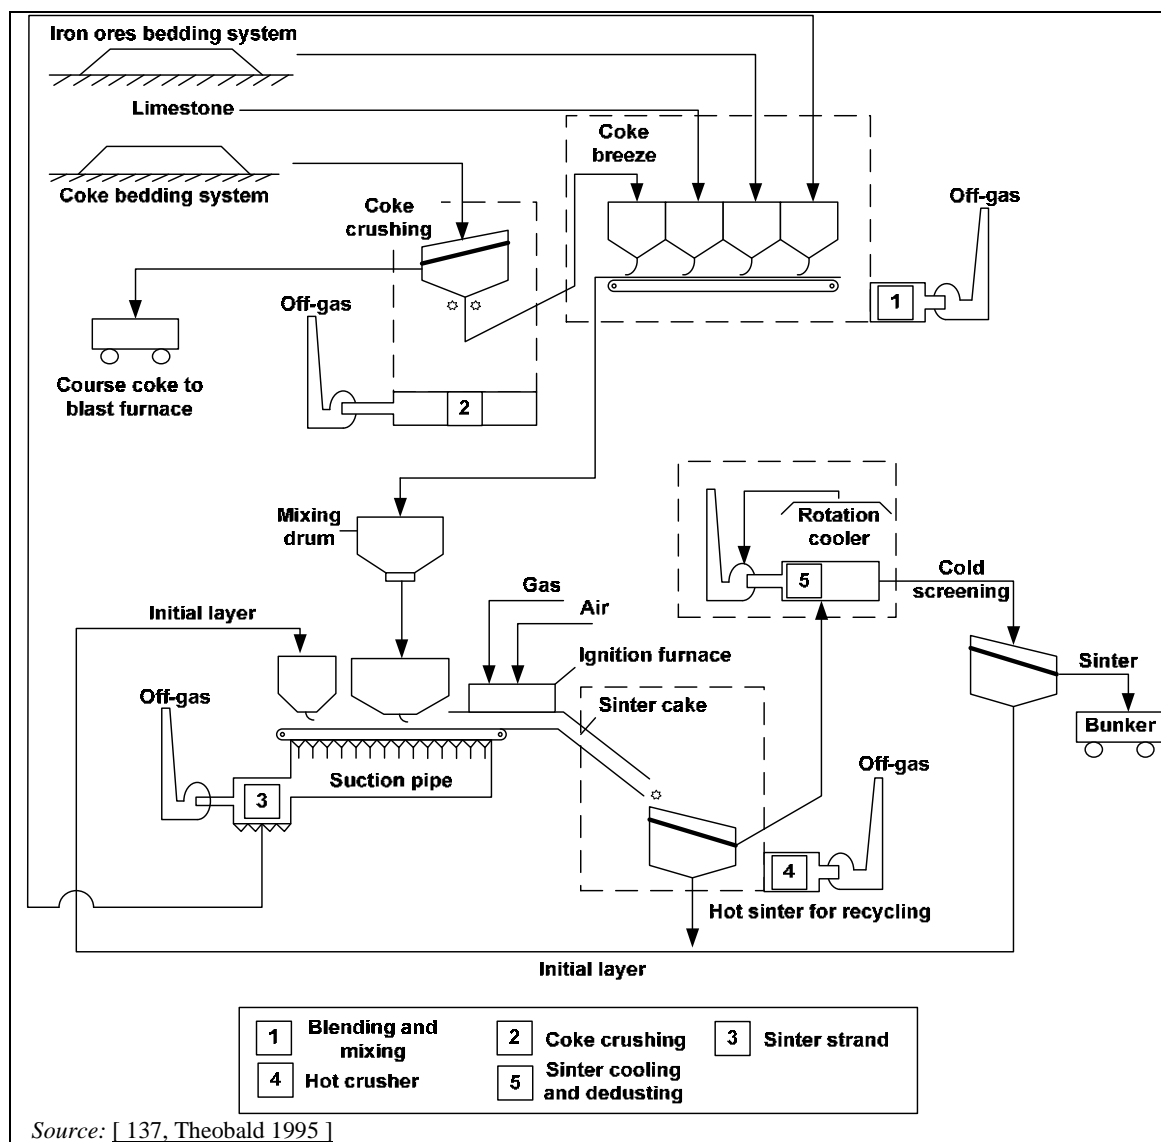 Iron ores bedding system
Limestone
Coke
breeze
Coke bedding system
Coke
crushing
Off-gas
1
Off-gas
Course coke to
blast furnace
2
Mixing
drum
Rotation
cooler
5
Cold
screening
Gas
Air
Initial layer
Ignition furnace
Sinter
Off-gas
Sinter cake
Bunker
Suction pipe
3
Off-gas
4
Hot sinter for recycling
Initial layer
1 Blending and
mixing
2 Coke crushing
3 Sinter strand
4 Hot crusher
5 Sinter cooling
and dedusting
Source: [ 137, Theobald 1995 ]